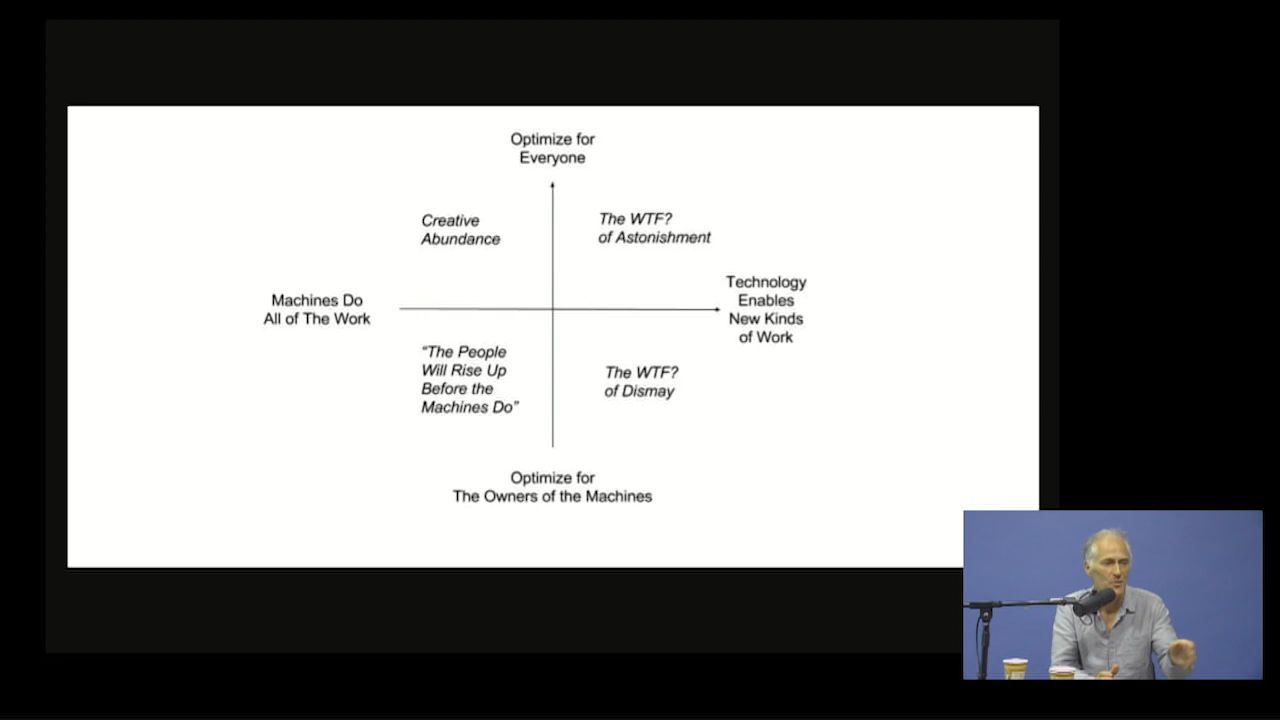 Optimize for
Everyone
Creative
Abundance
The WTF?
of Astonishment
Machines Do
All of The Work
Technology
Enables
New Kinds
of Work
“The People
Will Rise Up
Before the
Machines Do”
The WTF?
of Dismay
Optimize for
The Owners of the Machines